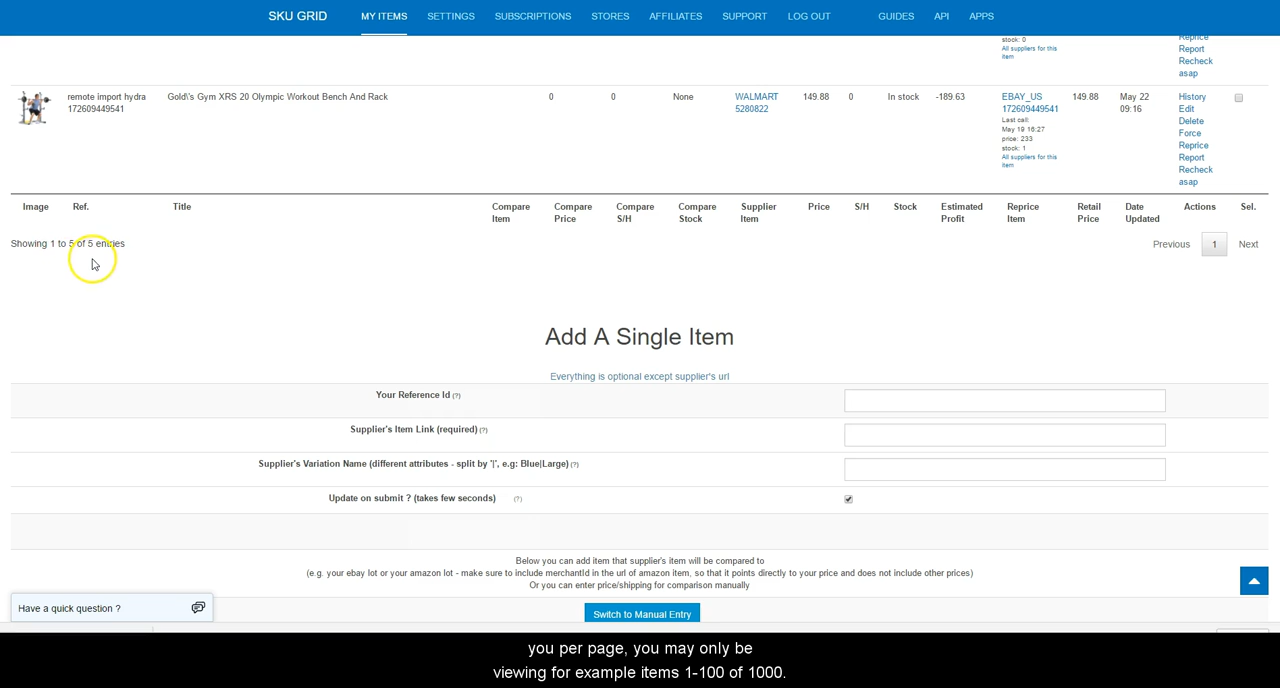 SKU GRID MY ITEMS SETTINGS SUBSCRIPTIONS STORES AFFILIATES SUPPORT LOG OUT GUIDES API APPS
stock: 0
All suppliers for this
item
Reprice
Report
Recheck
asap
remote import hydra
172609449541
Gold\'s Gym XRS 20 Olympic Workout Bench And Rack
0
0
None
WALMART
5280822
149.88
0
In stock
-189.63
EBAY_US
172609449541
Last call:
May 19 16:27
price: 233
stock: 1
All suppliers for this
item
149.88
May 22
09:16
History
Edit
Delete
Force
Reprice
Report
Recheck
asap
Image
Ref.
Title
Compare
Item
Compare
Price
Compare
S/H
Compare
Stock
Supplier
Item
Price
S/H
Stock
Estimated
Profit
Reprice
Item
Retail
Price
Date
Updated
Actions
Sel.
Showing 1 to 5 of 5 entries
Previous 1 Next
Add A Single Item
Everything is optional except supplier's url
Your Reference Id (?)
Supplier's Item Link (required) (?)
Supplier's Variation Name (different attributes - split by '|', e.g: Blue|Large) (?)
Update on submit ? (takes few seconds) (?)
Below you can add item that supplier's item will be compared to
(e.g. your ebay lot or your amazon lot - make sure to include merchantId in the url of amazon item, so that it points directly to your price and does not include other prices)
Or you can enter price/shipping for comparison manually
Switch to Manual Entry
Have a quick question ?
you per page, you may only be
viewing for example items 1-100 of 1000.